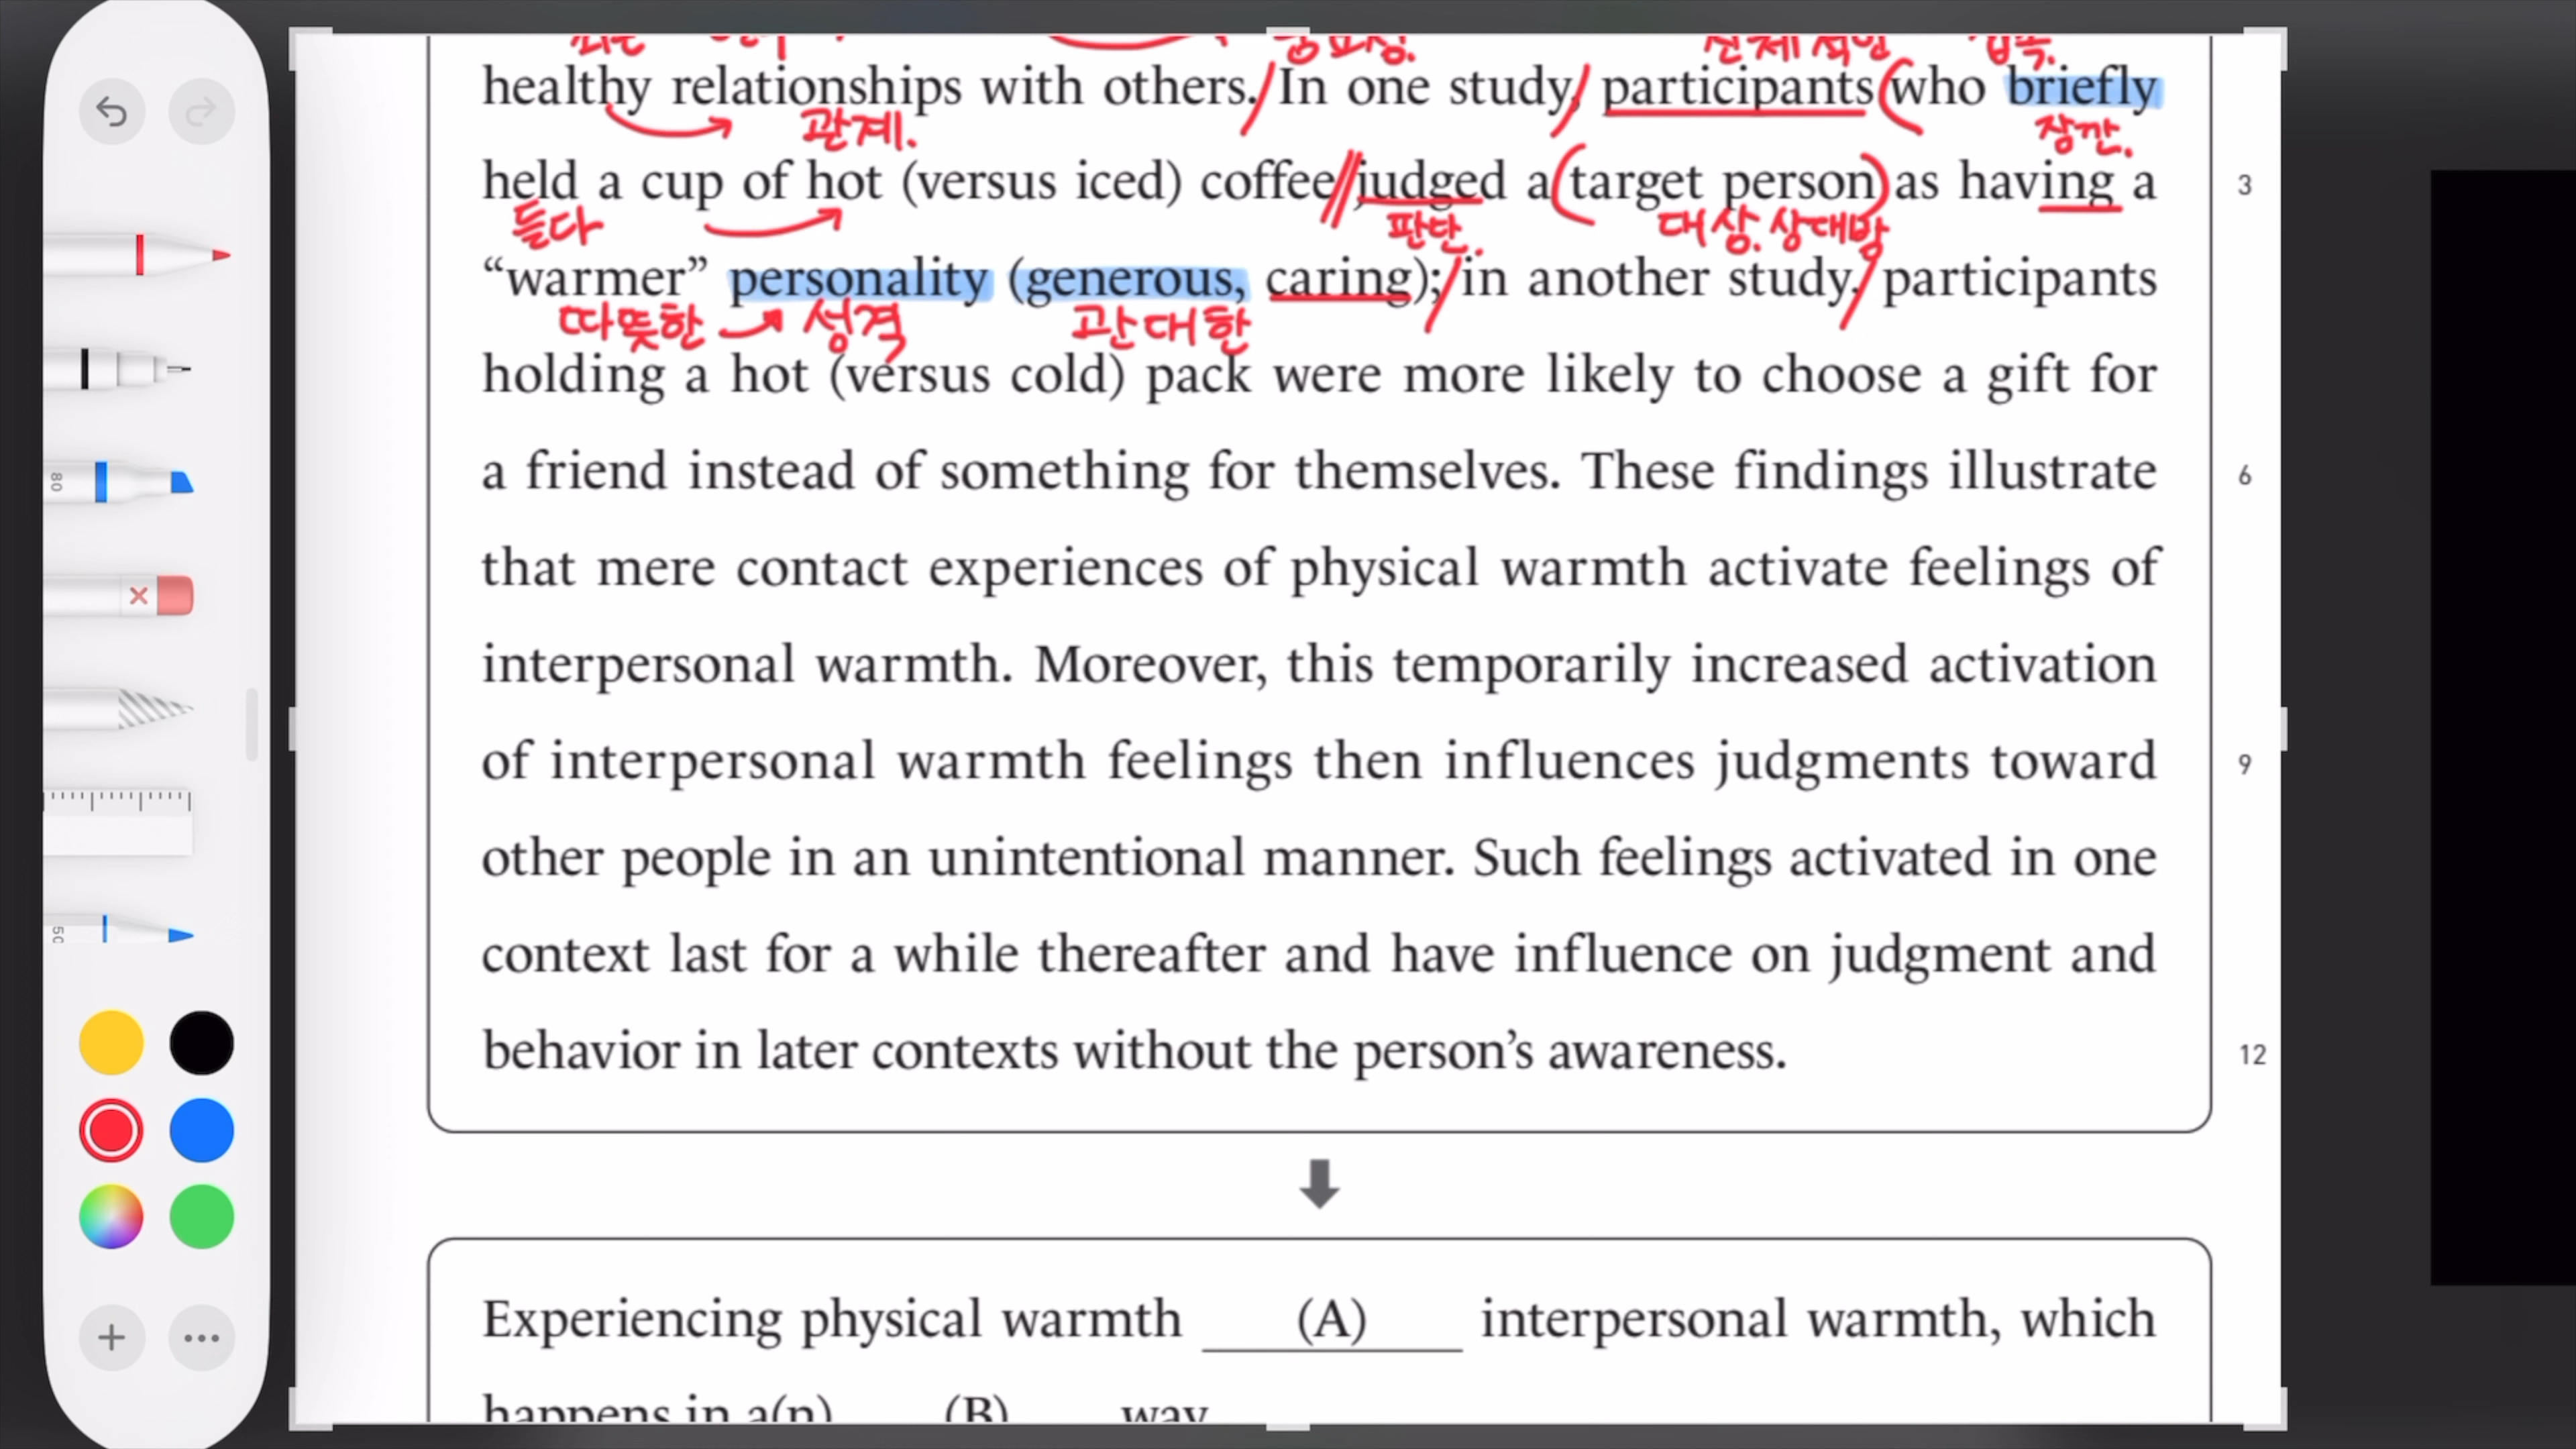 healthy relationships with others. In one study, participants who briefly
관계.
잠깐.
held a cup of hot (versus iced) coffee judged a target person as having a
3
들다
판단.
대상. 상대방
“warmer” personality (generous, caring); in another study, participants
따뜻한
성격
관대한
holding a hot (versus cold) pack were more likely to choose a gift for
a friend instead of something for themselves. These findings illustrate
6
that mere contact experiences of physical warmth activate feelings of
interpersonal warmth. Moreover, this temporarily increased activation
of interpersonal warmth feelings then influences judgments toward
9
other people in an unintentional manner. Such feelings activated in one
context last for a while thereafter and have influence on judgment and
behavior in later contexts without the person’s awareness.
12
Experiencing physical warmth (A) interpersonal warmth, which
happens in a(n) (B) way
80